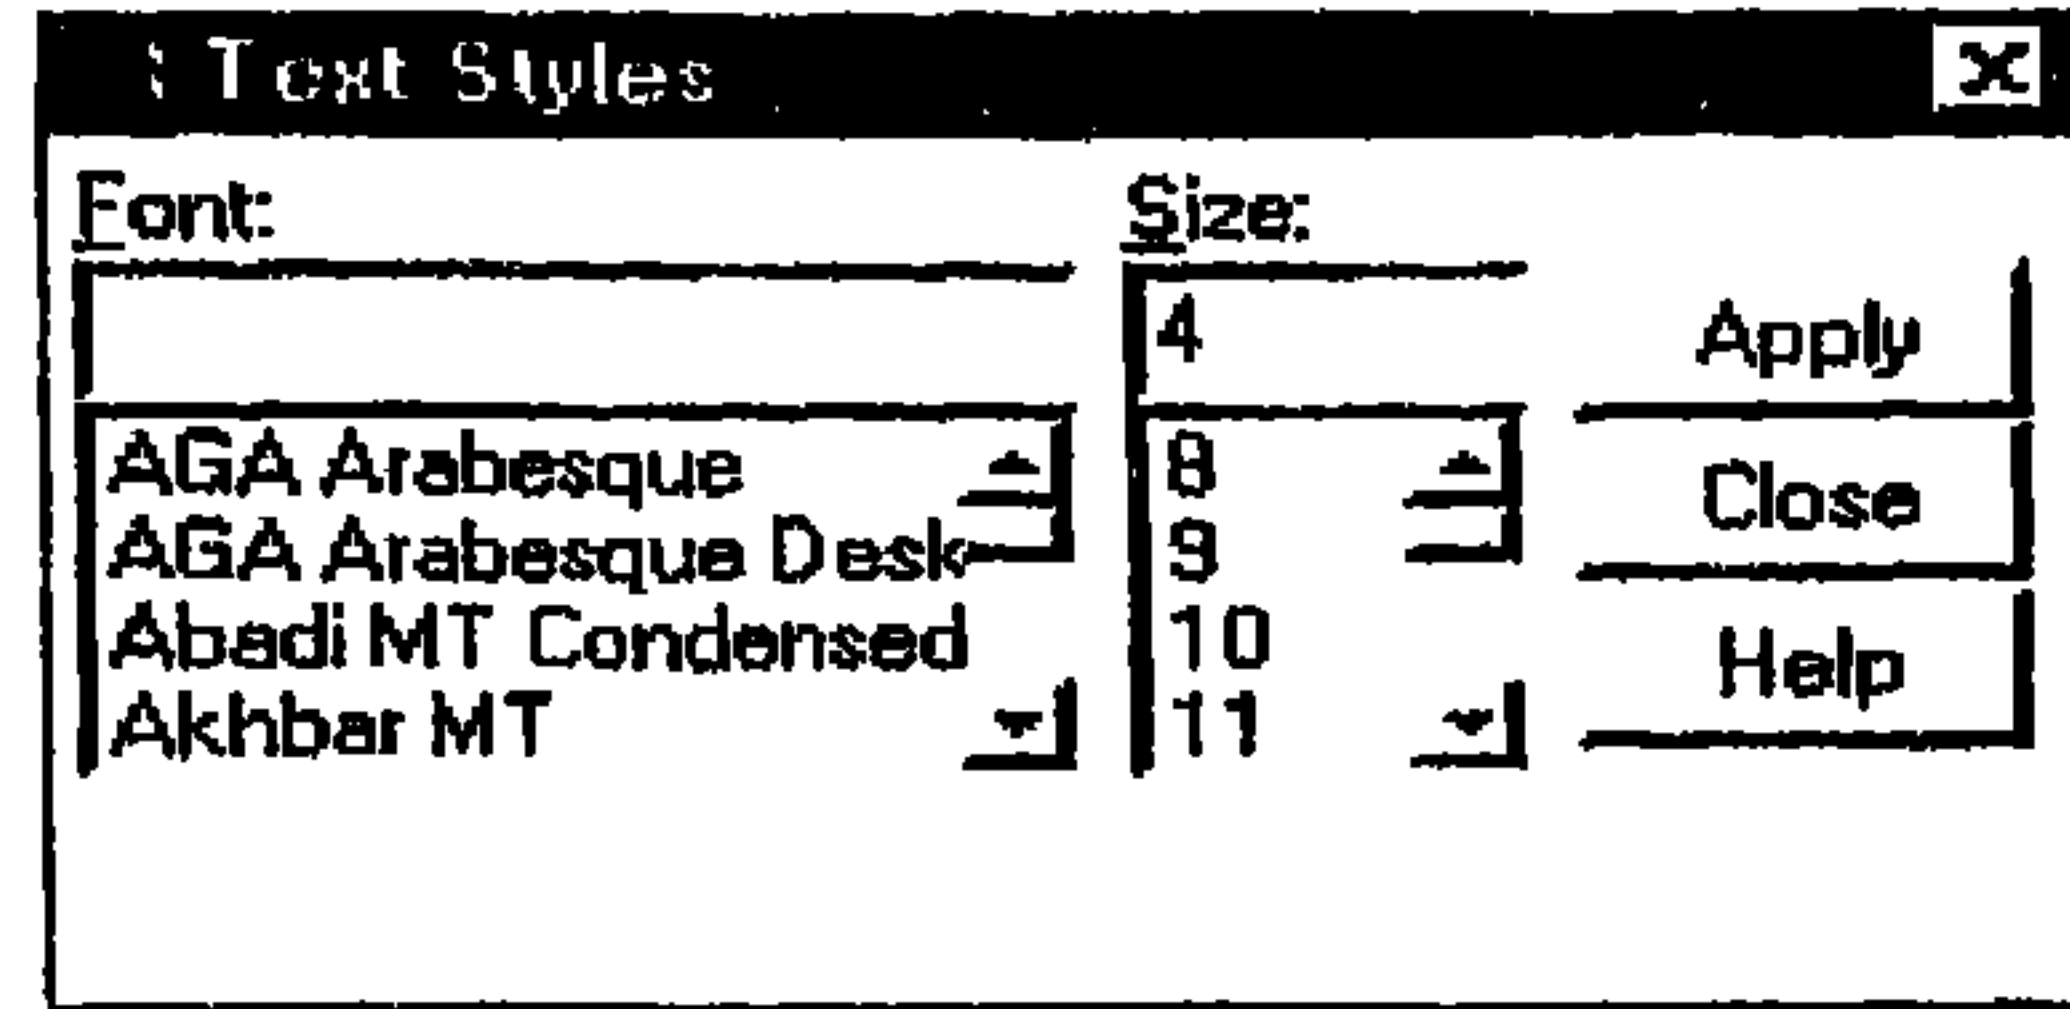 Text Styles
Font:
Size:
4
Apply
AGA Arabesque
AGA Arabesque Desk
Abadi MT Condensed
Akhbar MT
8
9
10
11
Close
Help